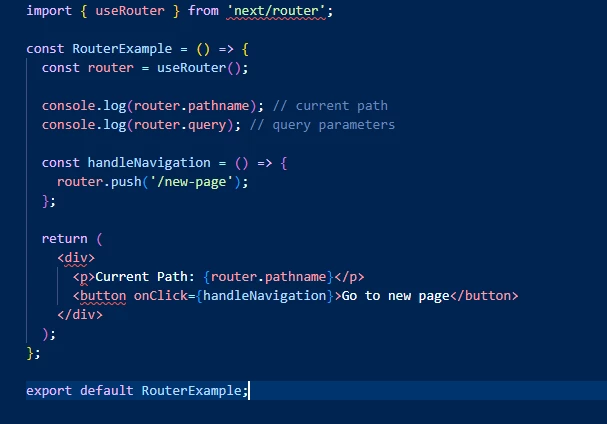 import { useRouter } from 'next/router';
const RouterExample = () => {
const router = useRouter();
console.log(router.pathname); // current path
console.log(router.query); // query parameters
const handleNavigation = () => {
router.push('/new-page');
};
return (
<div>
<p>Current Path: {router.pathname}</p>
<button onClick={handleNavigation}>Go to new page</button>
</div>
);
};
export default RouterExample;